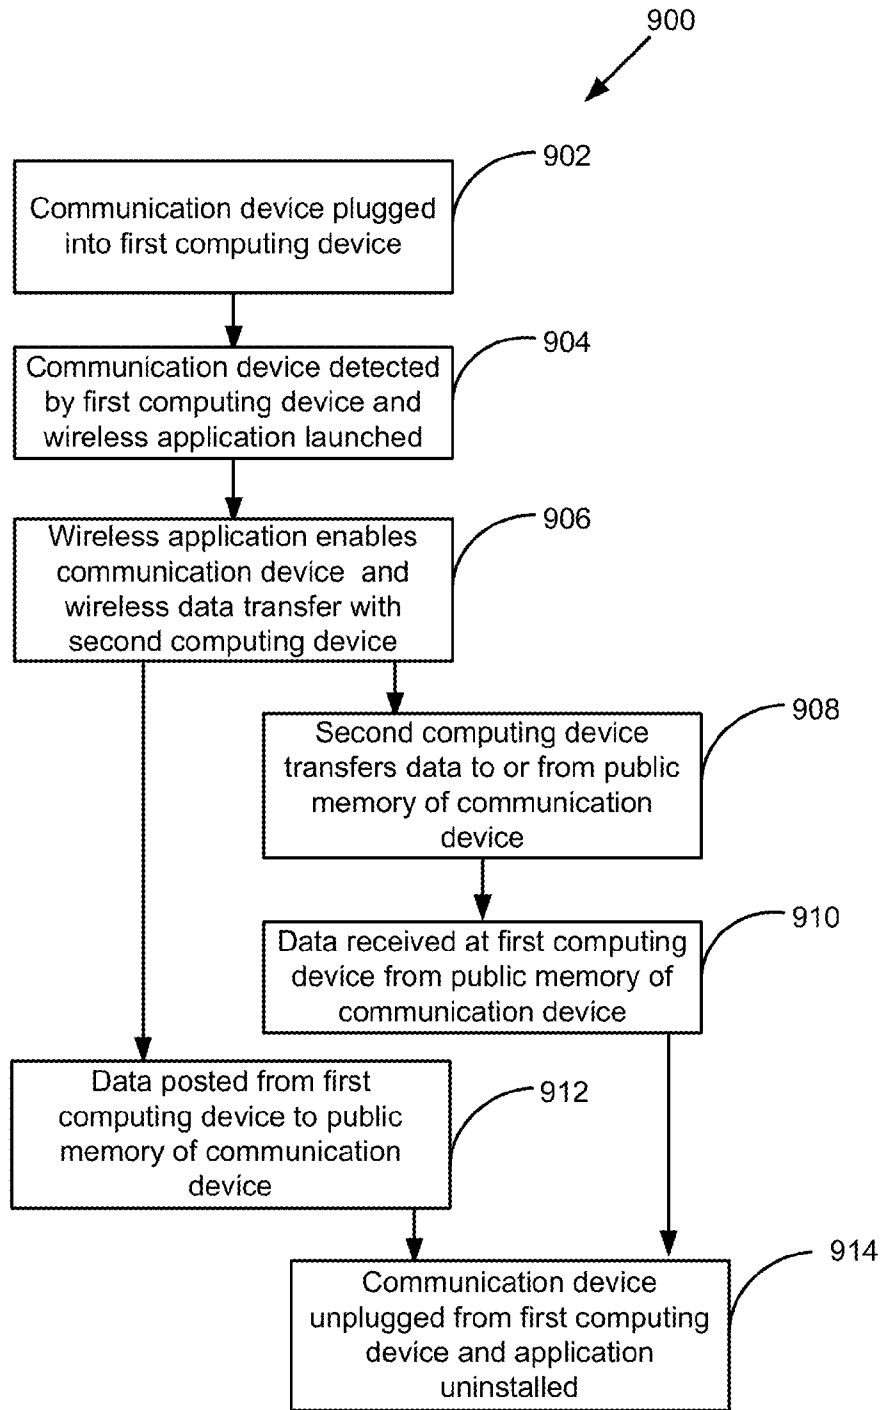 900
902
Communication device plugged
into first computing device
904
Communication device detected
by first computing device and
wireless application launched
906
Wireless application enables
communication device and
wireless data transfer with
second computing device
908
Second computing device
transfers data to or from public
memory of communication
device
910
Data received at first computing
device from public memory of
communication device
912
Data posted from first
computing device to public
memory of communication
device
914
Communication device
unplugged from first computing
device and application
uninstalled